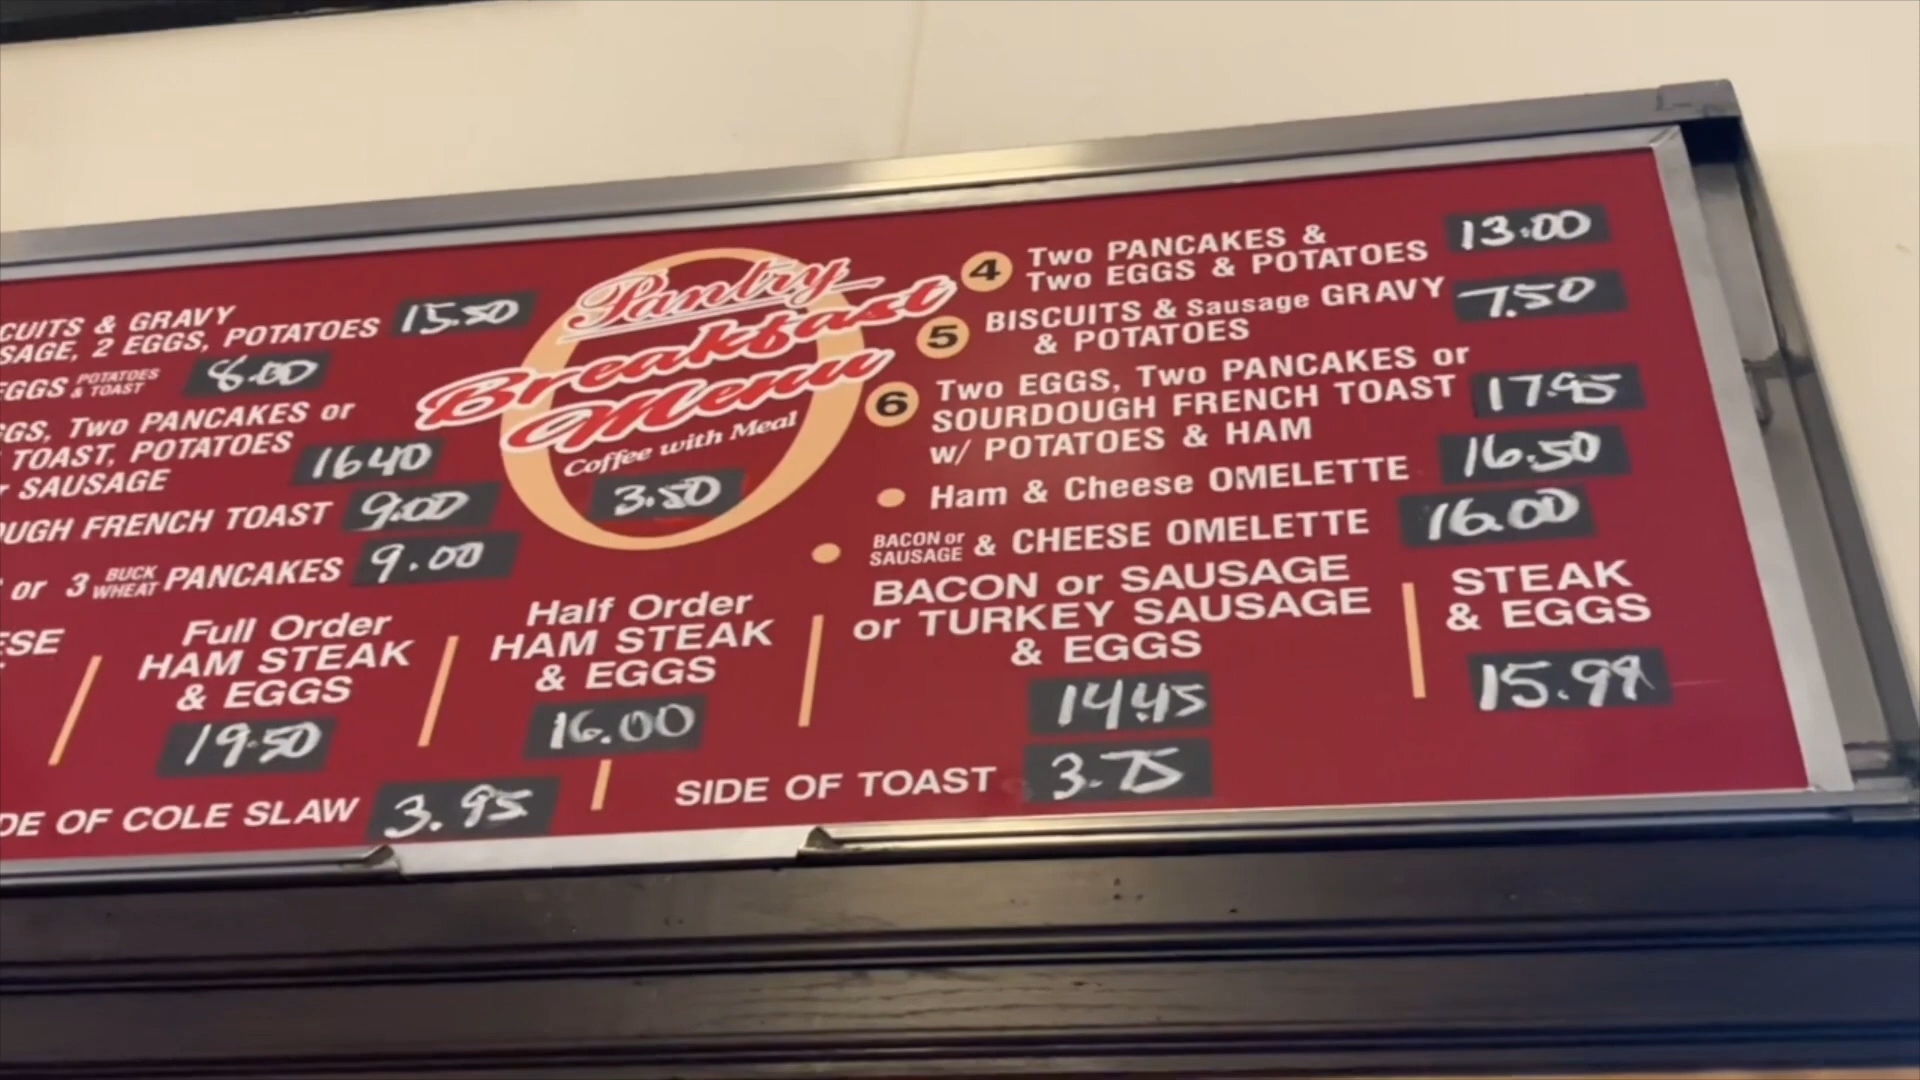 CUITS & GRAVY
SAGE, 2 EGGS, POTATOES 15.50
EGGS POTATOES & TOAST
GS, Two PANCAKES or
TOAST, POTATOES
SAUSAGE 16 40
UGH FRENCH TOAST 9.00
or 3 BUCK WHEAT PANCAKES 9.00
Pantry
Breakfast
Menu
Coffee with Meal
3.50
4 Two PANCAKES &
Two EGGS & POTATOES 13.00
5 BISCUITS & Sausage GRAVY
& POTATOES 7.50
6 Two EGGS, Two PANCAKES or
SOURDOUGH FRENCH TOAST 17.95
w/ POTATOES & HAM
Ham & Cheese OMELETTE 16.50
BACON or SAUSAGE & CHEESE OMELETTE 16.00
ESE
Full Order
HAM STEAK
& EGGS
19.50
Half Order
HAM STEAK
& EGGS
16.00
BACON or SAUSAGE
or TURKEY SAUSAGE
& EGGS
14.45
STEAK
& EGGS
15.99
DE OF COLE SLAW 3.95
SIDE OF TOAST 3.75